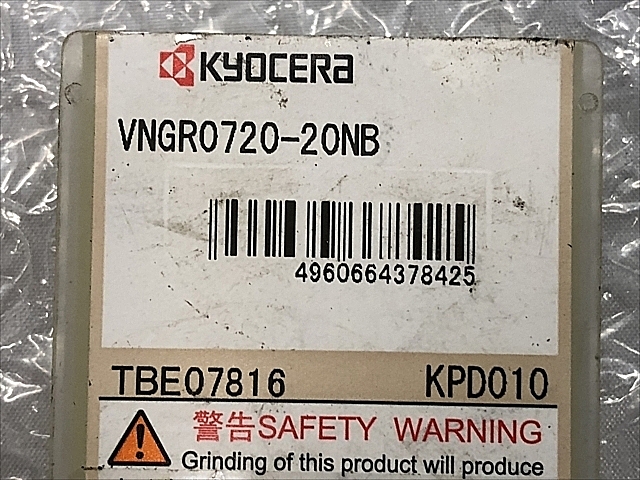 KYOCERA
VNGR0720-20NB
4960664378425
TBE07816 KPD010
警告SAFETY WARNING
Grinding of this product will produce